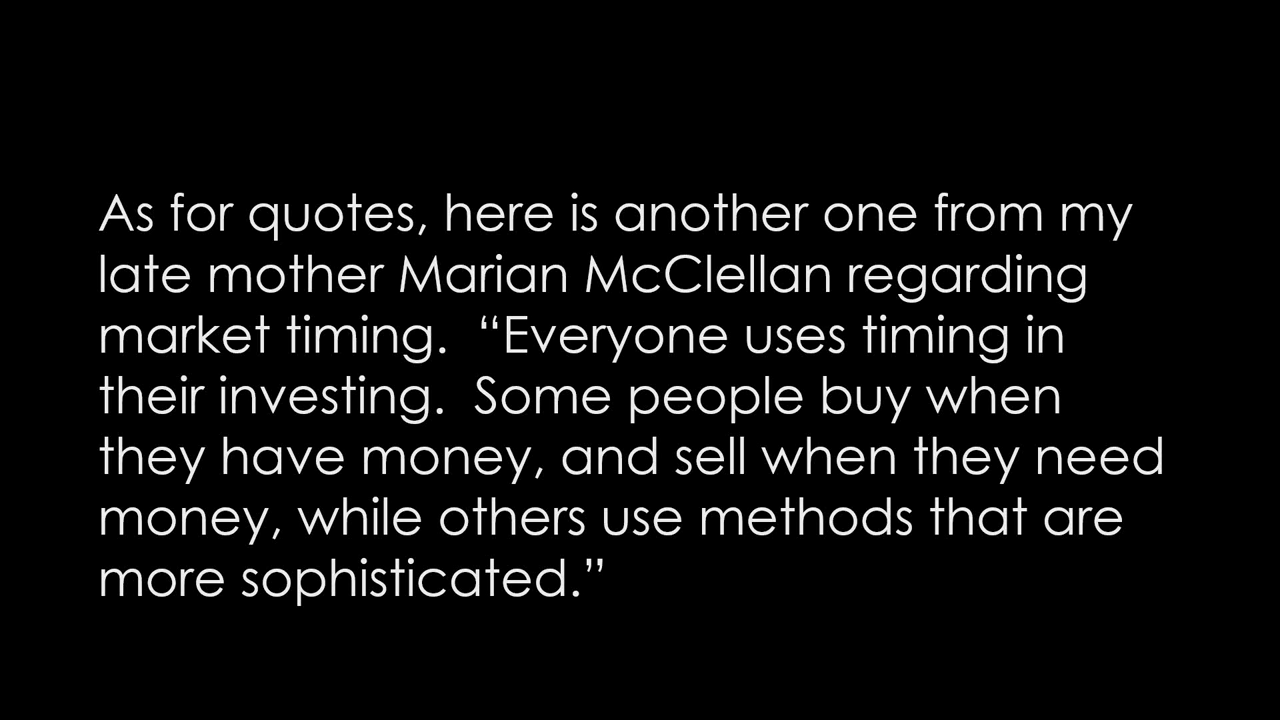 As for quotes, here is another one from my
late mother Marian McClellan regarding
market timing.  “Everyone uses timing in
their investing.  Some people buy when
they have money, and sell when they need
money, while others use methods that are
more sophisticated.”